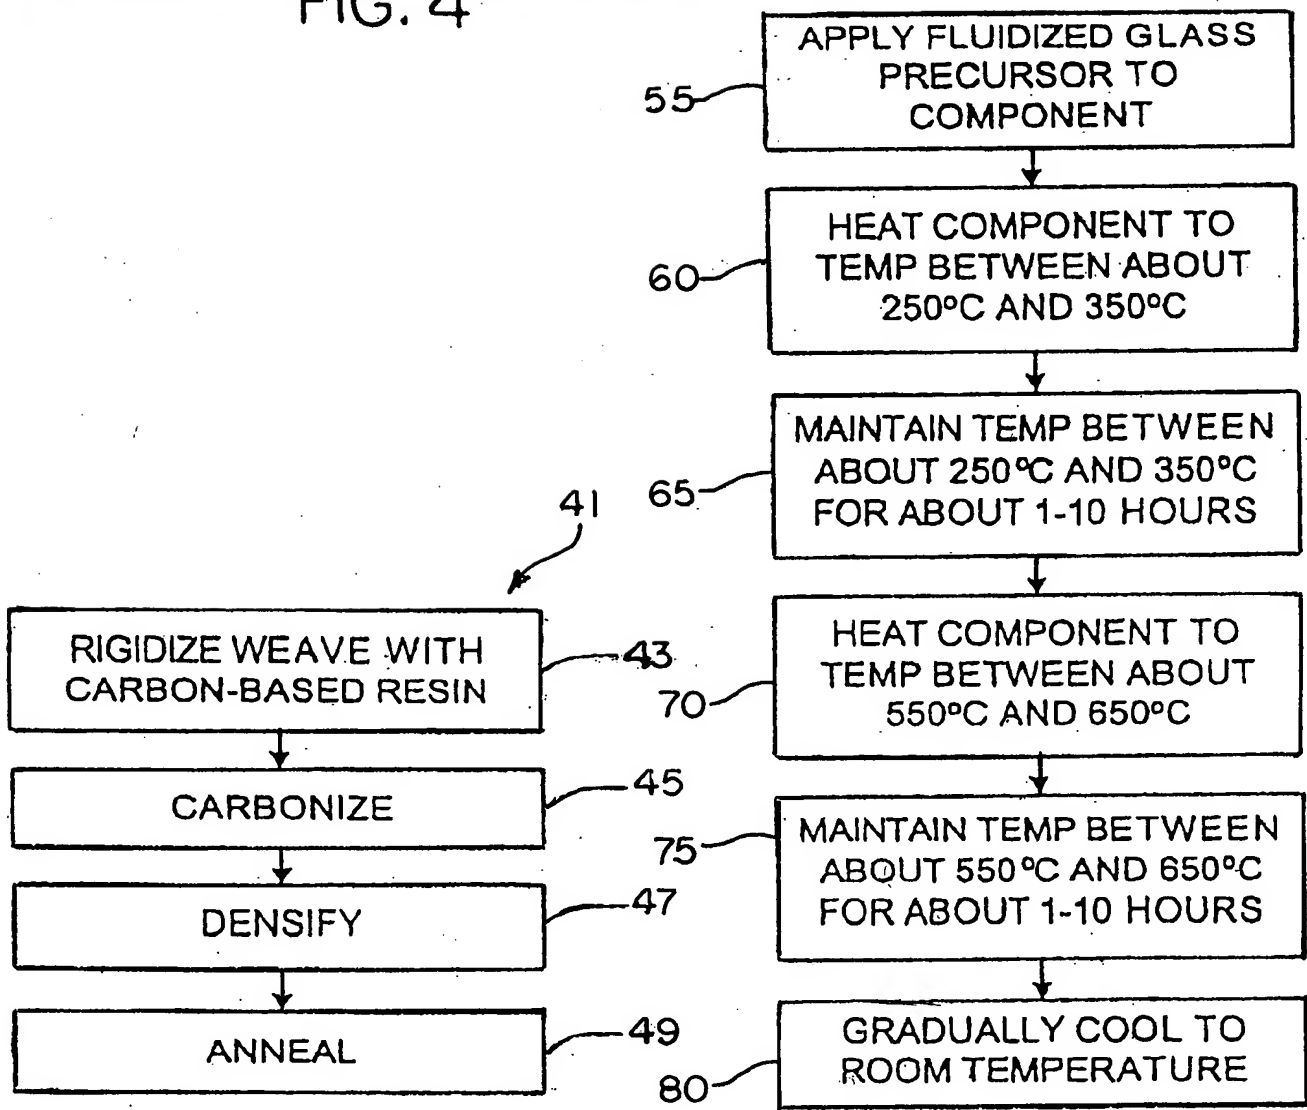 FIG. 4
41
RIGIDIZE WEAVE WITH
CARBON-BASED RESIN
43
CARBONIZE
45
DENSIFY
47
ANNEAL
49
APPLY FLUIDIZED GLASS
PRECURSOR TO
COMPONENT
55
HEAT COMPONENT TO
TEMP BETWEEN ABOUT
250°C AND 350°C
60
MAINTAIN TEMP BETWEEN
ABOUT 250°C AND 350°C
FOR ABOUT 1-10 HOURS
65
HEAT COMPONENT TO
TEMP BETWEEN ABOUT
550°C AND 650°C
70
MAINTAIN TEMP BETWEEN
ABOUT 550°C AND 650°C
FOR ABOUT 1-10 HOURS
75
GRADUALLY COOL TO
ROOM TEMPERATURE
80